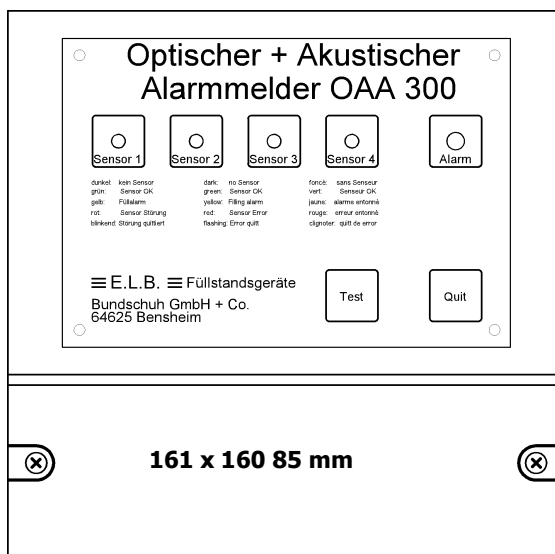 Optischer + Akustischer
Alarmmelder OAA 300
Sensor 1 Sensor 2 Sensor 3 Sensor 4 Alarm
dunkel: kein Sensor dark: no Sensor foncè: sans Senseur
grün: Sensor OK green: Sensor OK vert: Senseur OK
gelb: Füllalarm yellow: Filling alarm jaune: alarme entonnè
rot: Sensor Störung red: Sensor Error rouge: erreur entonnè
blinkend: Störung quittiert flashing: Error quitt clignoter: quitt de error
E.L.B. Füllstandsgeräte
Bundschuh GmbH + Co.
64625 Bensheim
Test Quit
161 x 160 85 mm